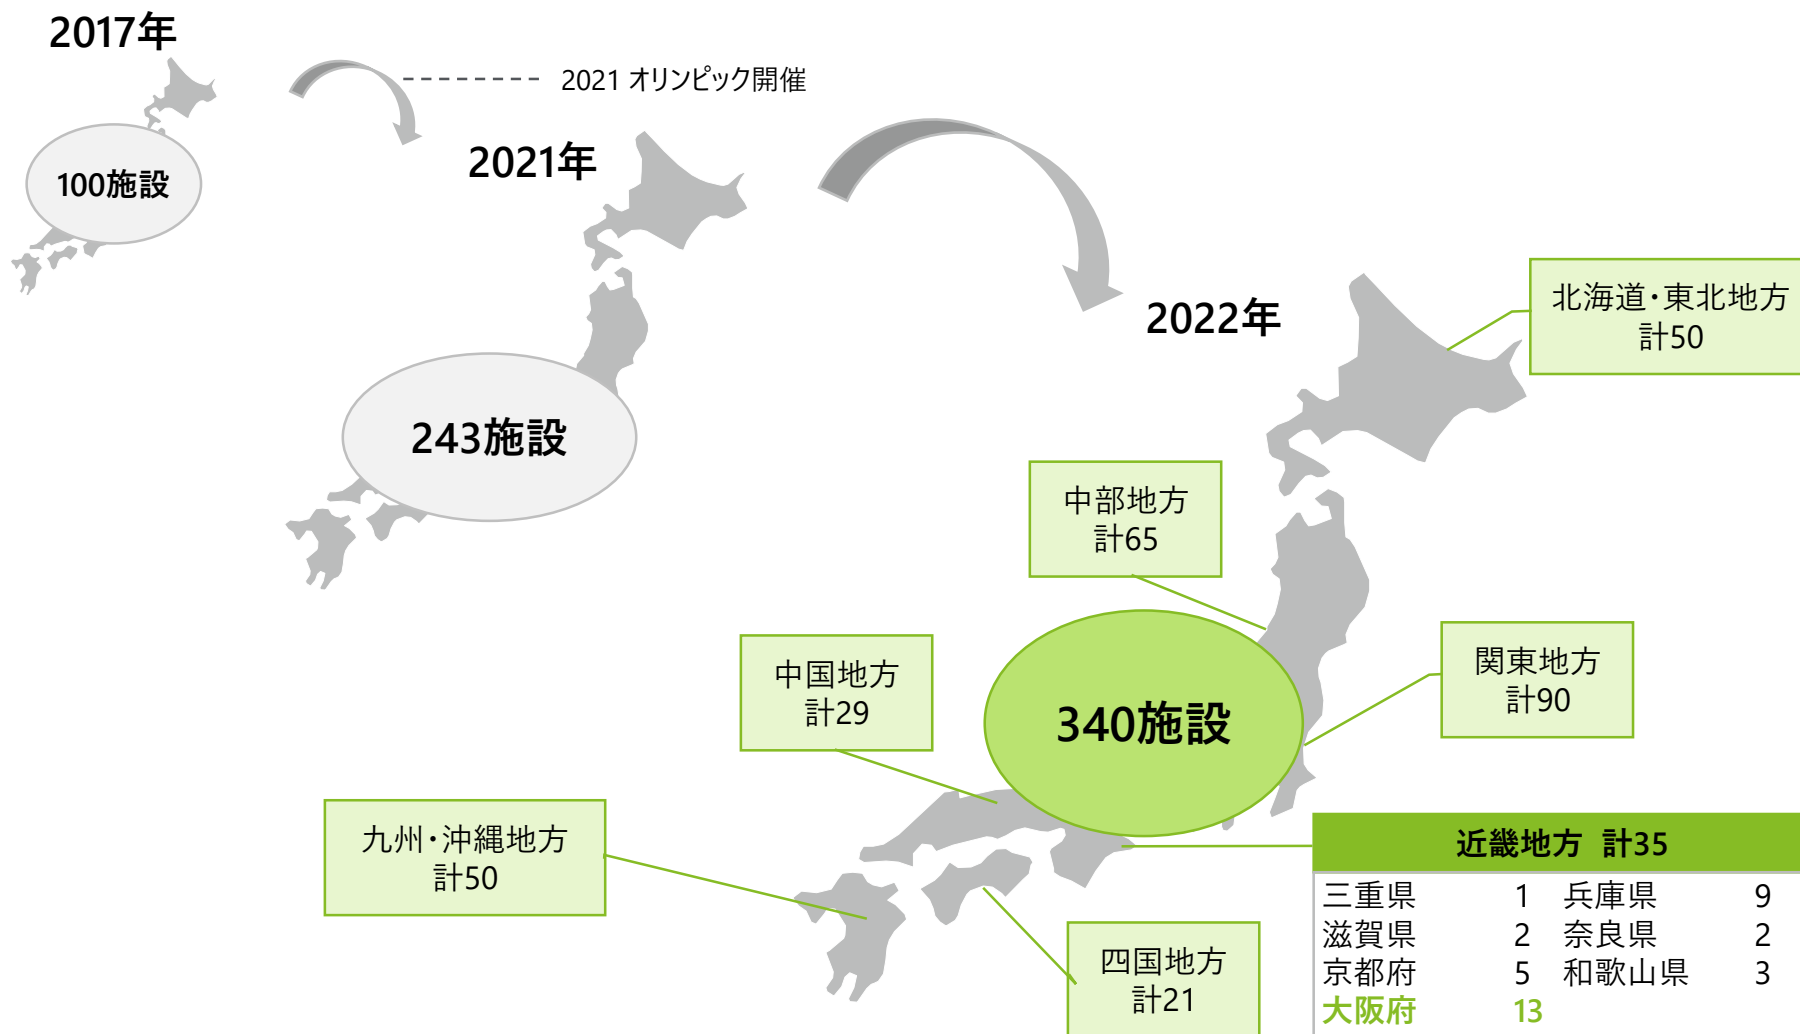 2017年
100施設
2021 オリンピック開催
2021年
243施設
2022年
340施設
北海道・東北地方
計50
中部地方
計65
関東地方
計90
中国地方
計29
九州・沖縄地方
計50
四国地方
計21
近畿地方 計35
三重県 1 兵庫県 9
滋賀県 2 奈良県 2
京都府 5 和歌山県 3
大阪府 13